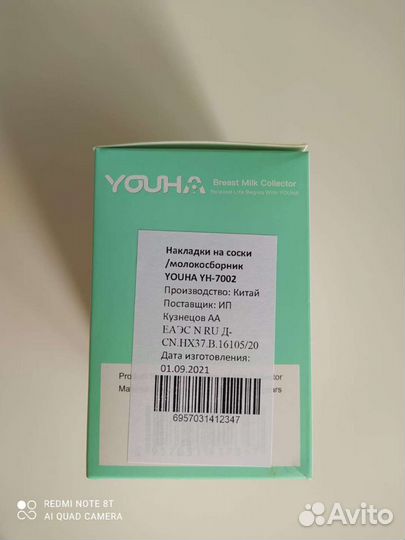 YOUHA Breast Milk Collector
Relaxed Life Begins With YOUHA
Накладки на соски
/молокосборник
YOUHA YH-7002
Производство: Китай
Поставщик: ИП
Кузнецов АА
ЕАЭС N RU Д-
CN.HX37.B.16105/20
Дата изготовления:
01.09.2021
6957031412347
REDMI NOTE 8T
AI QUAD CAMERA
Avito